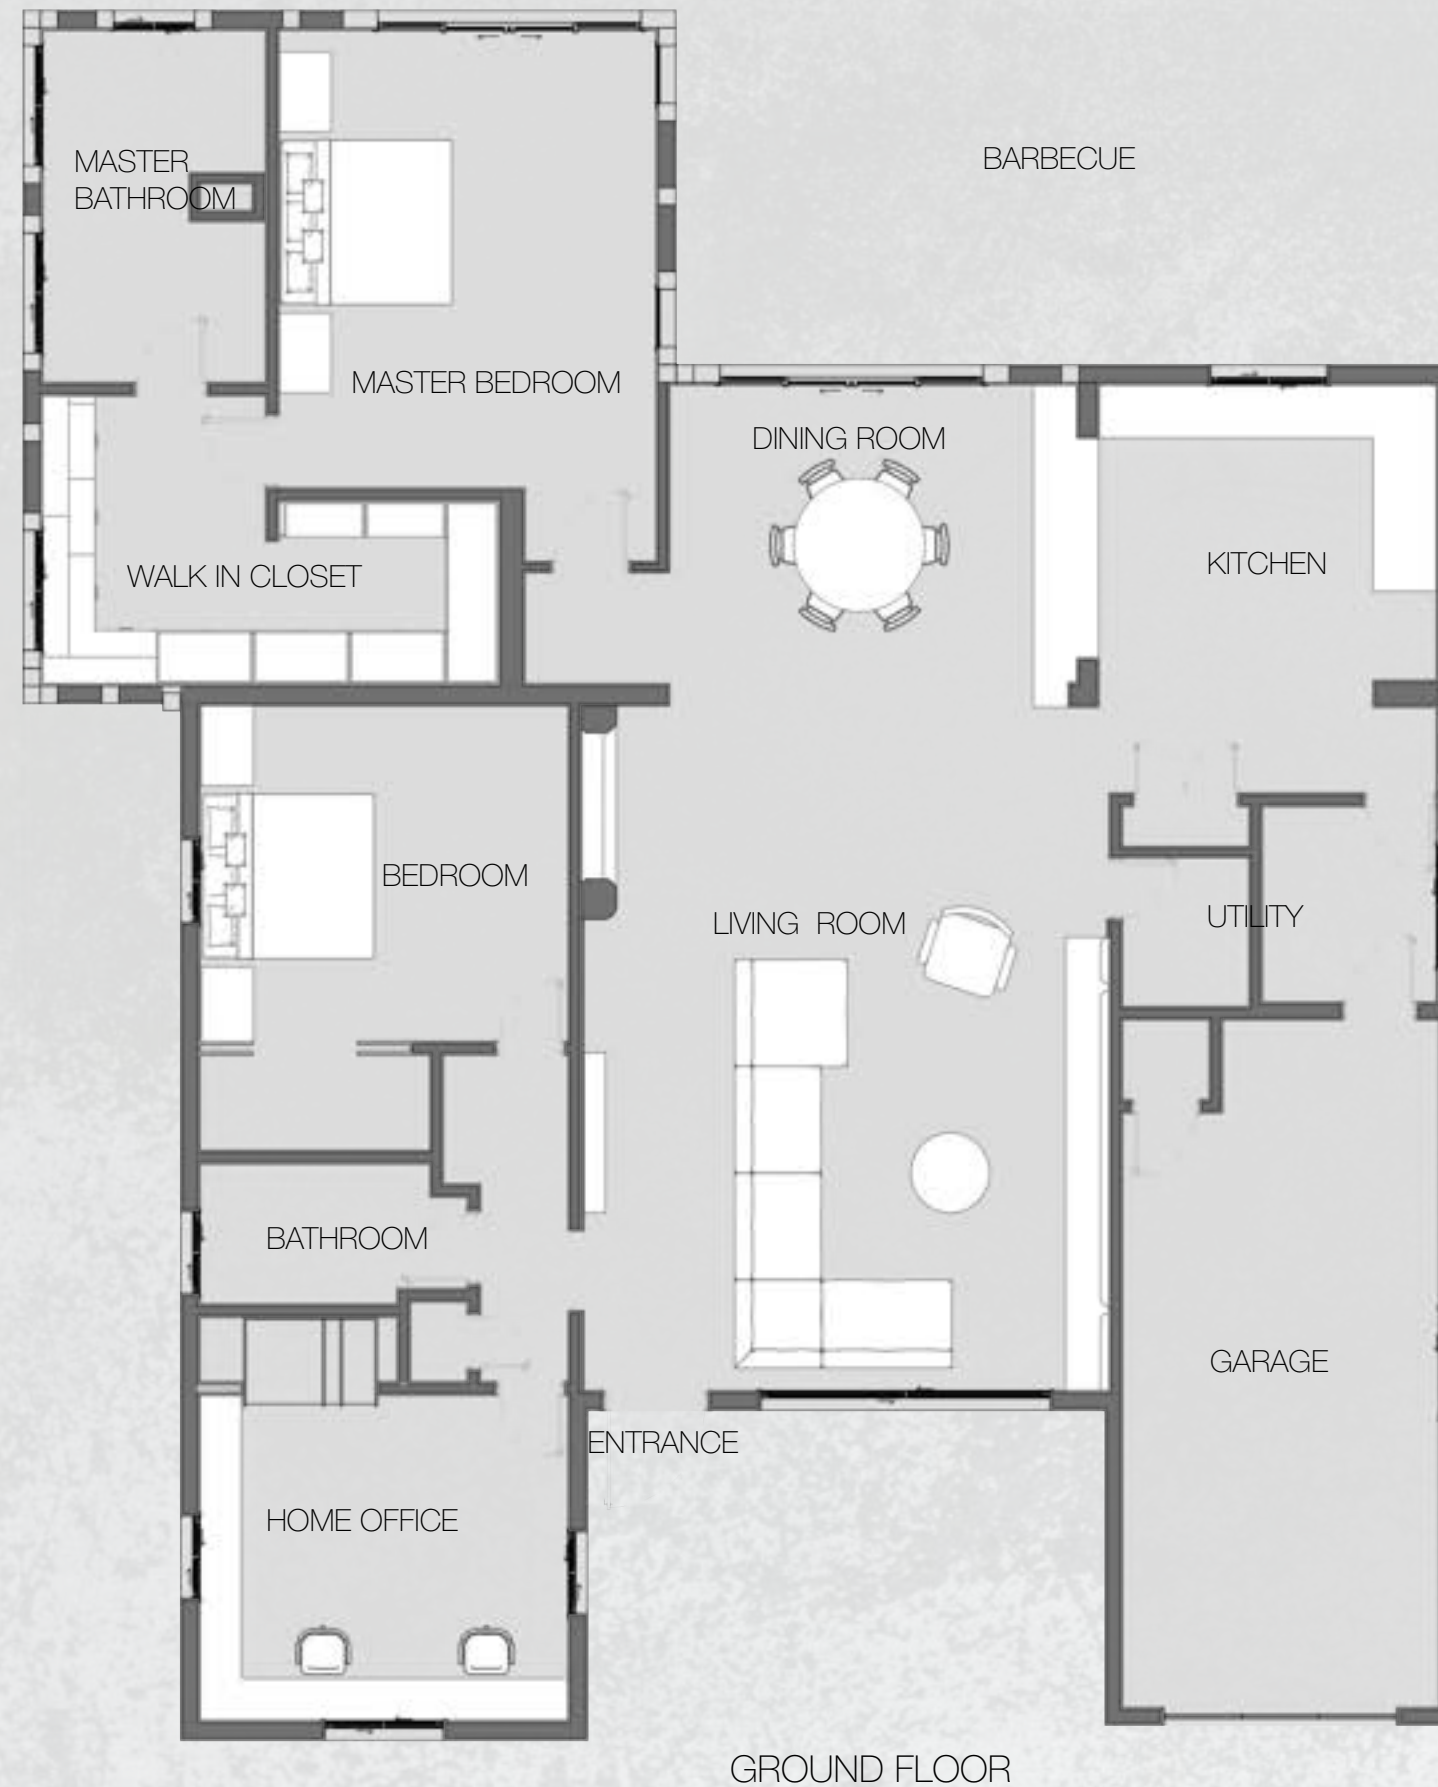 MASTER
BATHROOM
BARBECUE
MASTER BEDROOM
DINING ROOM
KITCHEN
WALK IN CLOSET
BEDROOM
LIVING ROOM
UTILITY
BATHROOM
GARAGE
ENTRANCE
HOME OFFICE
GROUND FLOOR